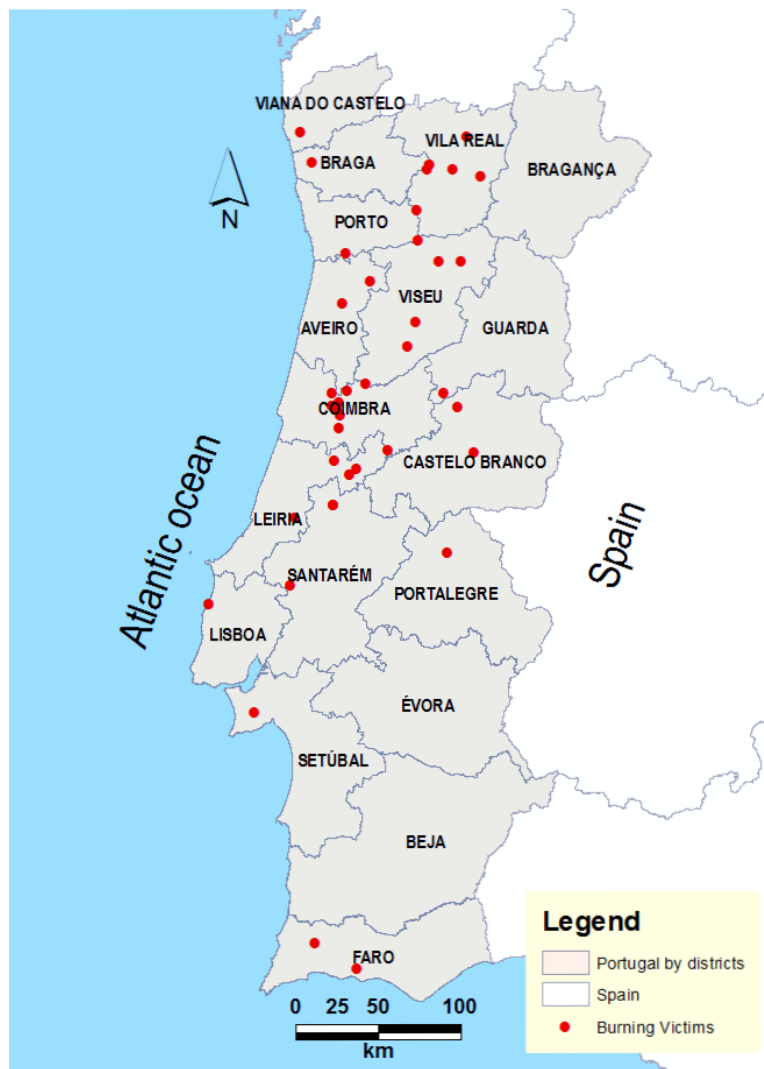 VIANA DO CASTELO
VILA REAL
BRAGA
BRAGANÇA
N
PORTO
VISEU
AVEIRO
GUARDA
COIMBRA
CASTELO BRANCO
Atlantic ocean
LEIRIA
Spain
SANTARÉM
PORTALEGRE
LISBOA
ÉVORA
SETÚBAL
BEJA
FARO
0 25 50 100
km
Legend
Portugal by districts
Spain
Burning Victims